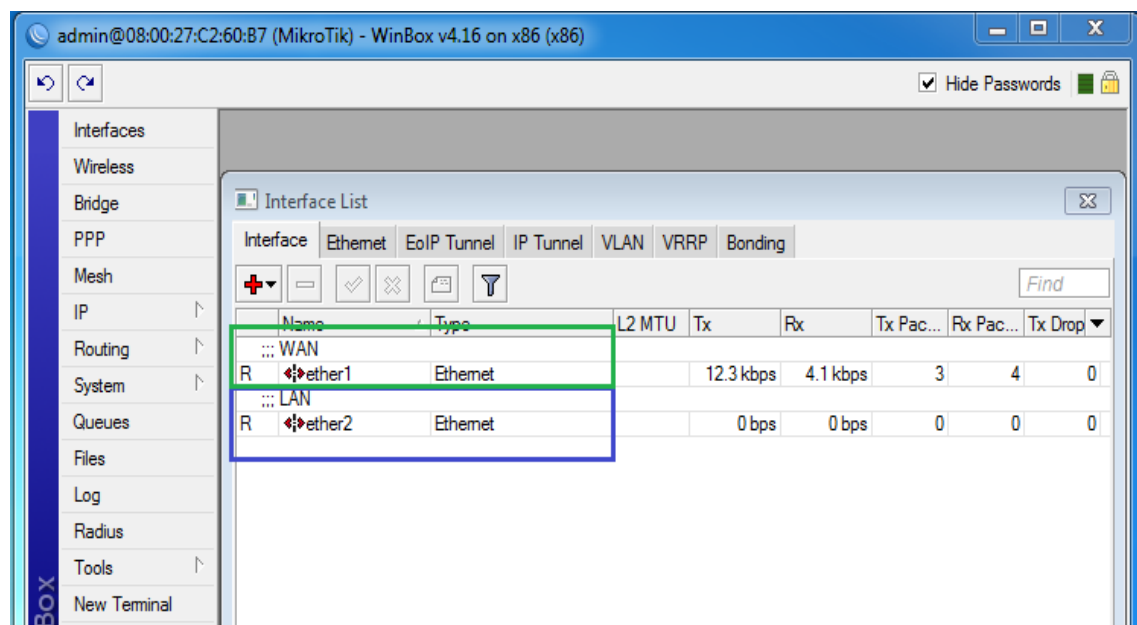 admin@08:00:27:C2:60:B7 (MikroTik) - WinBox v4.16 on x86 (x86)
Hide Passwords
Interfaces
Wireless
Bridge
PPP
Mesh
IP
Routing
System
Queues
Files
Log
Radius
Tools
New Terminal
Box
Interface List
Interface Ethernet EoIP Tunnel IP Tunnel VLAN VRRP Bonding
Find
Name Type L2 MTU Tx Rx Tx Pac... Rx Pac... Tx Drop
;;; WAN
R ether1 Ethernet 12.3 kbps 4.1 kbps 3 4 0
;;; LAN
R ether2 Ethernet 0 bps 0 bps 0 0 0